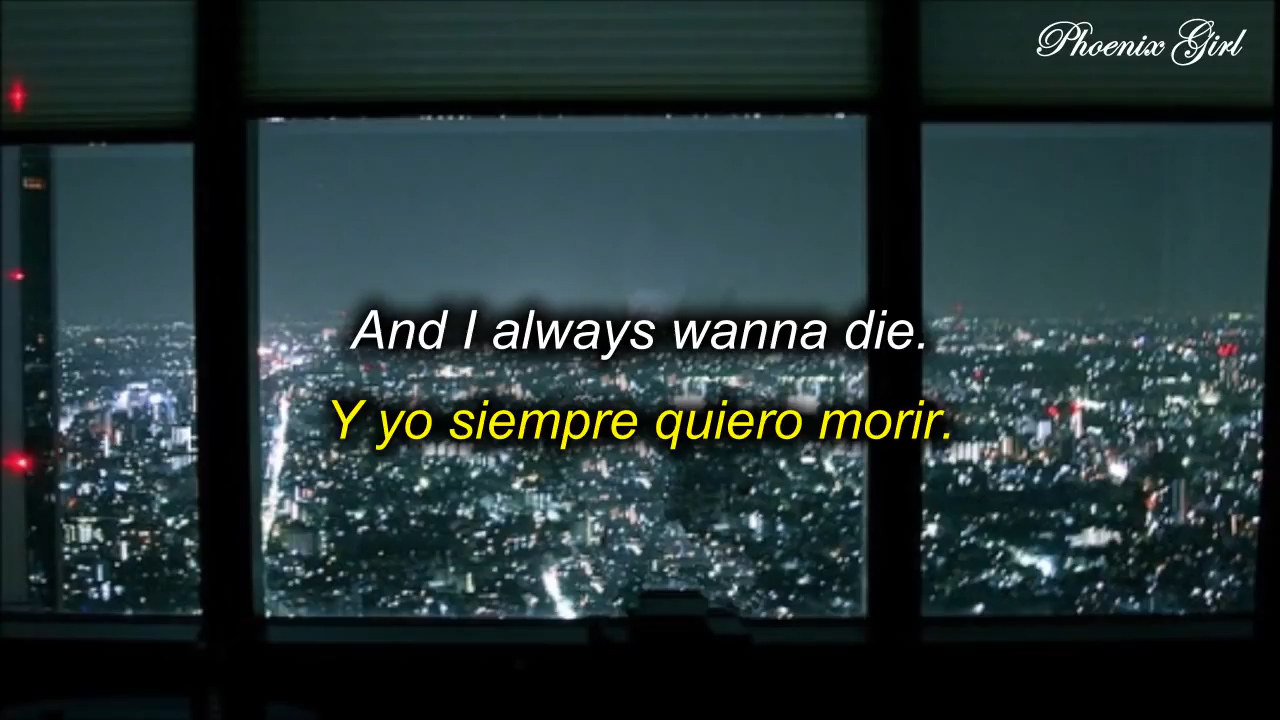 Phoenix Girl
And I always wanna die.
Y yo siempre quiero morir.